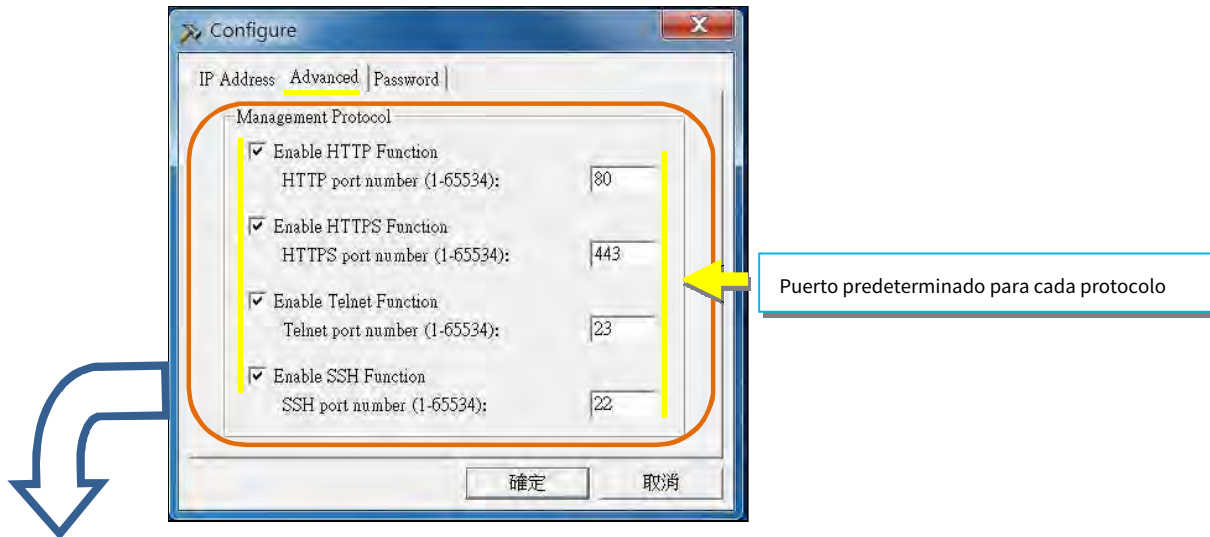 Configure
X
IP Address Advanced Password
Management Protocol
Enable HTTP Function
HTTP port number (1-65534): 80
Enable HTTPS Function
HTTPS port number (1-65534): 443
Enable Telnet Function
Telnet port number (1-65534): 23
Enable SSH Function
SSH port number (1-65534): 22
確定 取消
Puerto predeterminado para cada protocolo